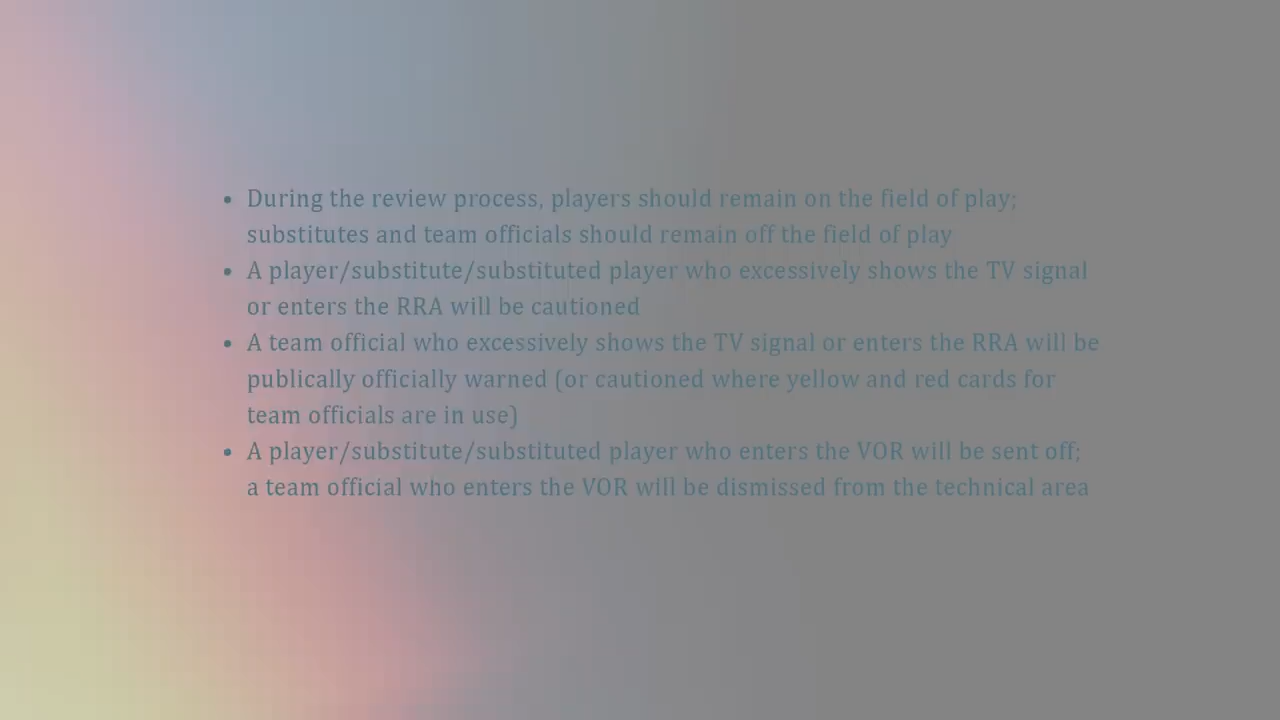 • During the review process, players should remain on the field of play;
substitutes and team officials should remain off the field of play
• A player/substitute/substituted player who excessively shows the TV signal
or enters the RRA will be cautioned
• A team official who excessively shows the TV signal or enters the RRA will be
publically officially warned (or cautioned where yellow and red cards for
team officials are in use)
• A player/substitute/substituted player who enters the VOR will be sent off;
a team official who enters the VOR will be dismissed from the technical area